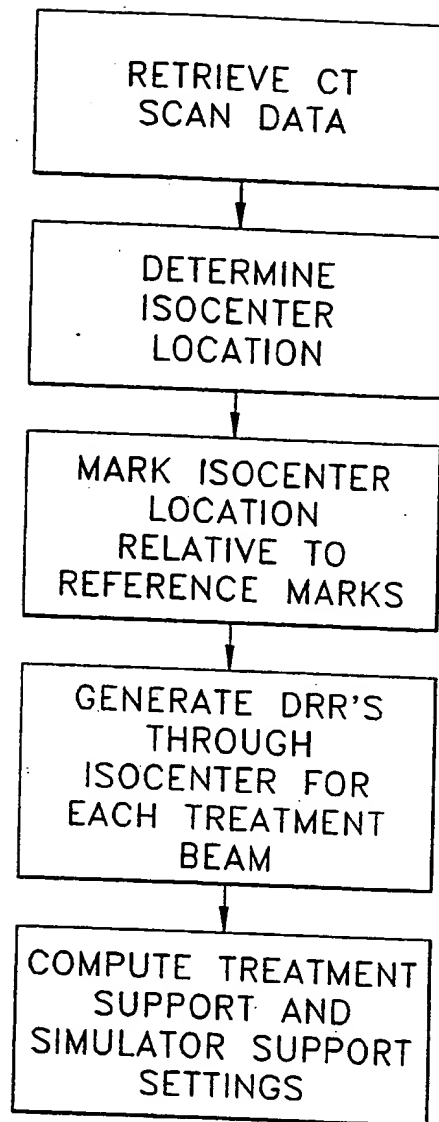 RETRIEVE CT
SCAN DATA
DETERMINE
ISOCENTER
LOCATION
MARK ISOCENTER
LOCATION
RELATIVE TO
REFERENCE MARKS
GENERATE DRR'S
THROUGH
ISOCENTER FOR
EACH TREATMENT
BEAM
COMPUTE TREATMENT
SUPPORT AND
SIMULATOR SUPPORT
SETTINGS